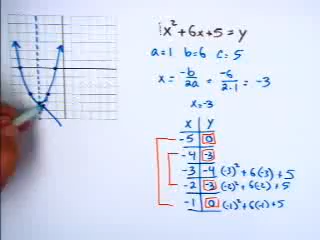 1x² + 6x + 5 = y
a = 1 b = 6 c = 5
x = -b/2a = -6/2·1 = -3
x = -3
x y
-5 0
-4 -3
-3 -4 (-3)² + 6(-3) + 5
-2 -3 (-2)² + 6(-2) + 5
-1 0 (-1)² + 6(-1) + 5